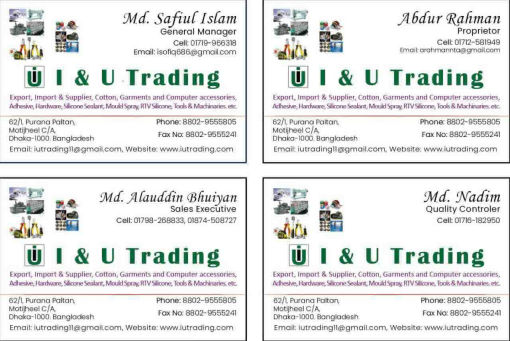 Md. Safiul Islam
General Manager
Cell: 01719-966318
Email: isofiq686@gmail.com
IU I & U Trading
Export, Import & Supplier, Cotton, Garments and Computer accessories,
Adhesive, Hardware, Silicone Sealant, Mould Spray, RTV Silicone, Tools & Machinaries. etc.
62/1, Purana Paltan,
Motijheel C/A,
Dhaka-1000. Bangladesh
Phone: 8802-9555805
Fax No: 8802-9555241
Email: iutrading11@gmail.com, Website: www.iutrading.com
Abdur Rahman
Proprietor
Cell: 01712-581949
Email: arahmamta@gmail.com
IU I & U Trading
Export, Import & Supplier, Cotton, Garments and Computer accessories,
Adhesive, Hardware, Silicone Sealant, Mould Spray, RTV Silicone, Tools & Machinaries. etc.
62/1, Purana Paltan,
Motijheel C/A,
Dhaka-1000. Bangladesh
Phone: 8802-9555805
Fax No: 8802-9555241
Email: iutrading11@gmail.com, Website: www.iutrading.com
Md. Alauddin Bhuiyan
Sales Executive
Cell: 01798-268833, 01874-508727
IU I & U Trading
Export, Import & Supplier, Cotton, Garments and Computer accessories,
Adhesive, Hardware, Silicone Sealant, Mould Spray, RTV Silicone, Tools & Machinaries. etc.
62/1, Purana Paltan,
Motijheel C/A,
Dhaka-1000. Bangladesh
Phone: 8802-9555805
Fax No: 8802-9555241
Email: iutrading11@gmail.com, Website: www.iutrading.com
Md. Nadim
Quality Controler
Cell: 01716-182950
IU I & U Trading
Export, Import & Supplier, Cotton, Garments and Computer accessories,
Adhesive, Hardware, Silicone Sealant, Mould Spray, RTV Silicone, Tools & Machinaries. etc.
62/1, Purana Paltan,
Motijheel C/A,
Dhaka-1000. Bangladesh
Phone: 8802-9555805
Fax No: 8802-9555241
Email: iutrading11@gmail.com, Website: www.iutrading.com